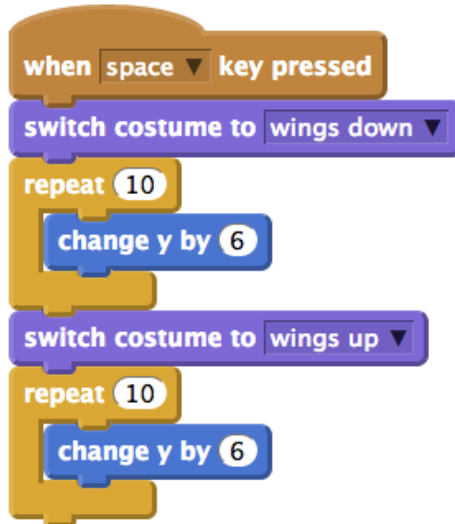 when space ▼ key pressed
switch costume to wings down ▼
repeat 10
change y by 6
switch costume to wings up ▼
repeat 10
change y by 6